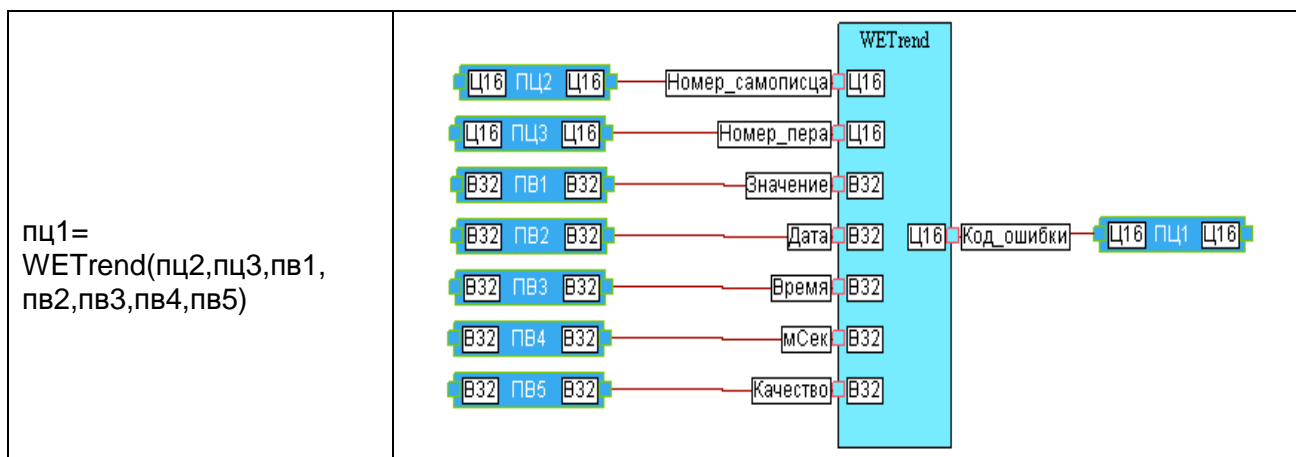 пц1=
WETrend(пц2,пц3,пв1,
пв2,пв3,пв4,пв5)
WETrend
Ц16 ПЦ2 Ц16 Номер_самописца Ц16
Ц16 ПЦ3 Ц16 Номер_пера Ц16
В32 ПВ1 В32 Значение В32
В32 ПВ2 В32 Дата В32 Ц16 Код_ошибки Ц16 ПЦ1 Ц16
В32 ПВ3 В32 Время В32
В32 ПВ4 В32 мСек В32
В32 ПВ5 В32 Качество В32